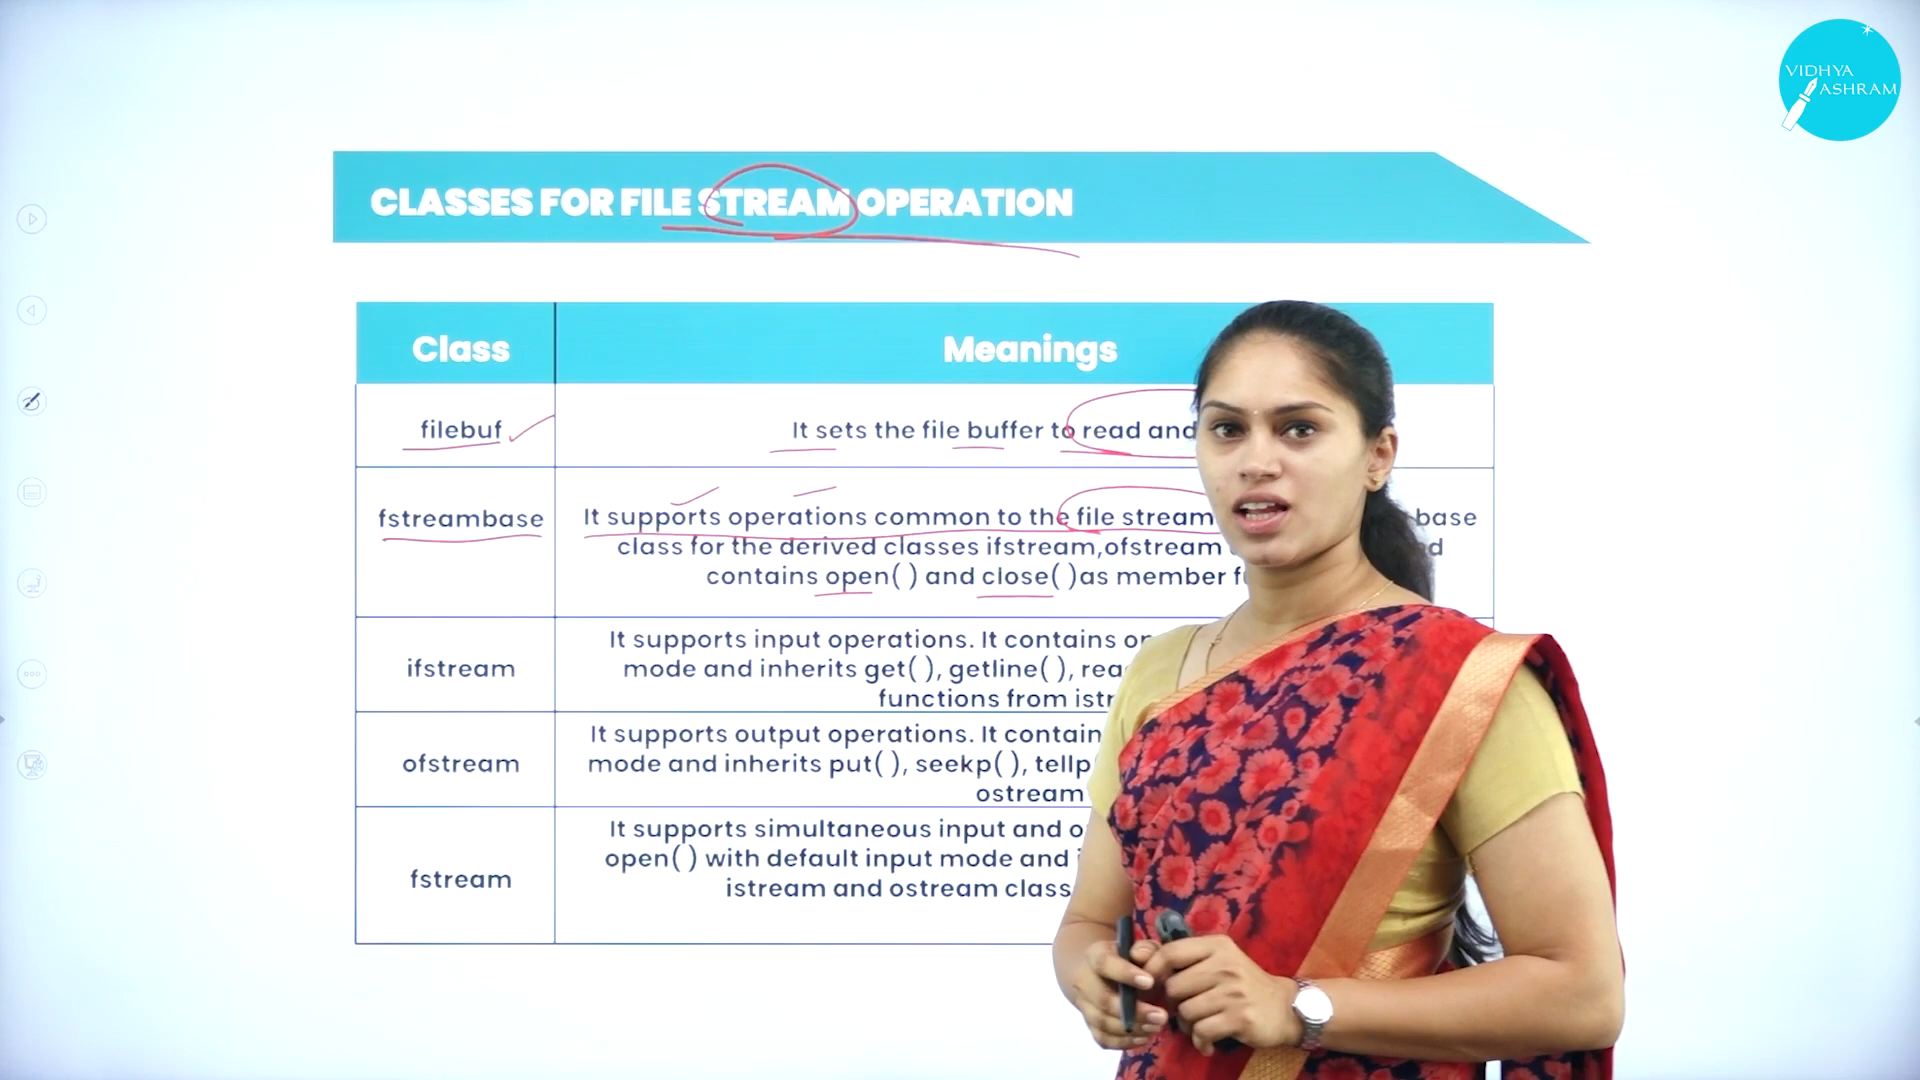 VIDHYA
ASHRAM
CLASSES FOR FILE STREAM OPERATION
Class Meanings
filebuf It sets the file buffer to read and
fstreambase It supports operations common to the file stream base
class for the derived classes ifstream,ofstream
contains open( ) and close( )as member
ifstream It supports input operations. It contains
mode and inherits get( ), getline( ),
functions from
ofstream It supports output operations. It
mode and inherits put( ), seekp( ), tellp
ostream
fstream It supports simultaneous input and
open( ) with default input mode and
istream and ostream class